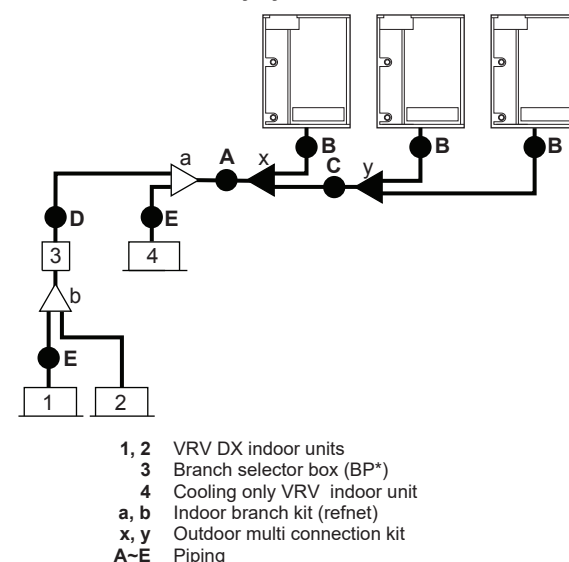 B B B
a A x C y
D E
3 4
b
E
1 2
1, 2 VRV DX indoor units
3 Branch selector box (BP*)
4 Cooling only VRV indoor unit
a, b Indoor branch kit (refnet)
x, y Outdoor multi connection kit
A~E Piping